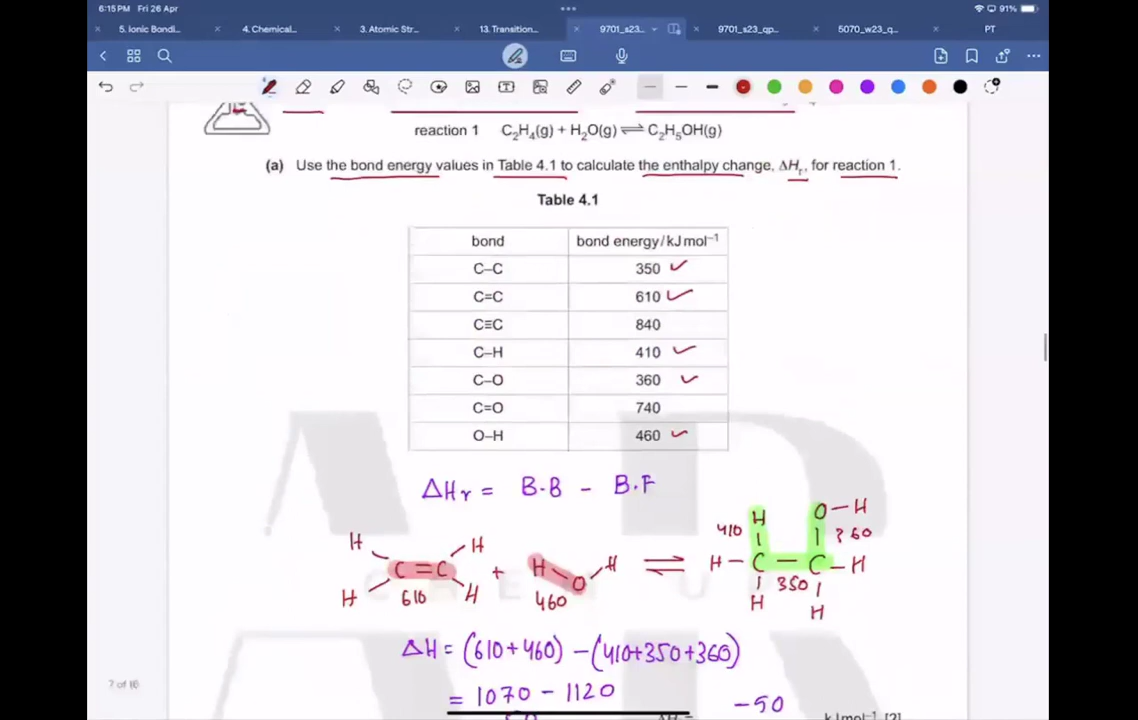 6:15 PM Fri 26 Apr
91%
5. Ionic Bondi...
4. Chemical...
3. Atomic Str...
13. Transition...
9701_s23...
9701_s23_qp...
5070_w23_q...
PT
reaction 1 C₂H₄(g) + H₂O(g) ⇌ C₂H₅OH(g)
(a) Use the bond energy values in Table 4.1 to calculate the enthalpy change, ΔHᵣ, for reaction 1.
Table 4.1
bond bond energy/kJ mol⁻¹
C–C 350 ✓
C=C 610 ✓
C≡C 840
C–H 410 ✓
C–O 360 ✓
C=O 740
O–H 460 ✓
ΔHr = B.B - B.F
H H H O–H
410 360
C=C + H–O H ⇌ H–C–C–H
H H 610 460 350 H H
ΔH = (610+460) - (410+350+360)
= 1070 - 1120
-50
kJ mol⁻¹ [2]
7 of 16